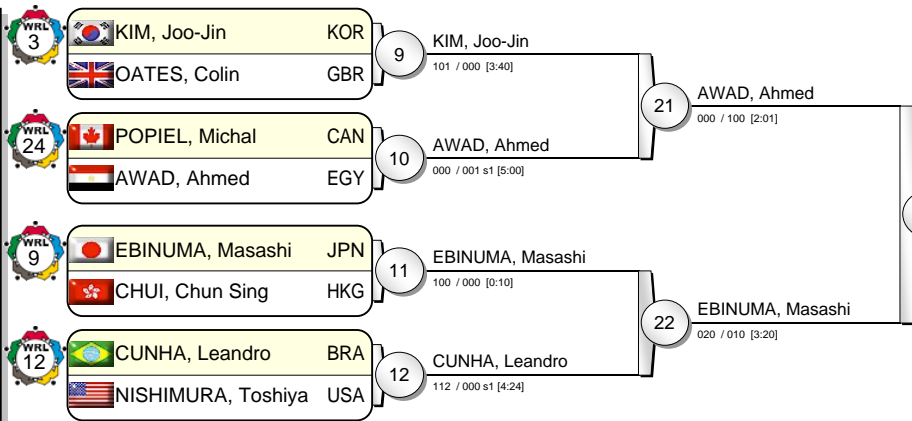 WRL
3
KIM, Joo-Jin KOR
OATES, Colin GBR
9
KIM, Joo-Jin
101 / 000 [3:40]
WRL
24
POPIEL, Michal CAN
AWAD, Ahmed EGY
10
AWAD, Ahmed
000 / 001 s1 [5:00]
21
AWAD, Ahmed
000 / 100 [2:01]
WRL
9
EBINUMA, Masashi JPN
CHUI, Chun Sing HKG
11
EBINUMA, Masashi
100 / 000 [0:10]
WRL
12
CUNHA, Leandro BRA
NISHIMURA, Toshiya USA
12
CUNHA, Leandro
112 / 000 s1 [4:24]
22
EBINUMA, Masashi
020 / 010 [3:20]